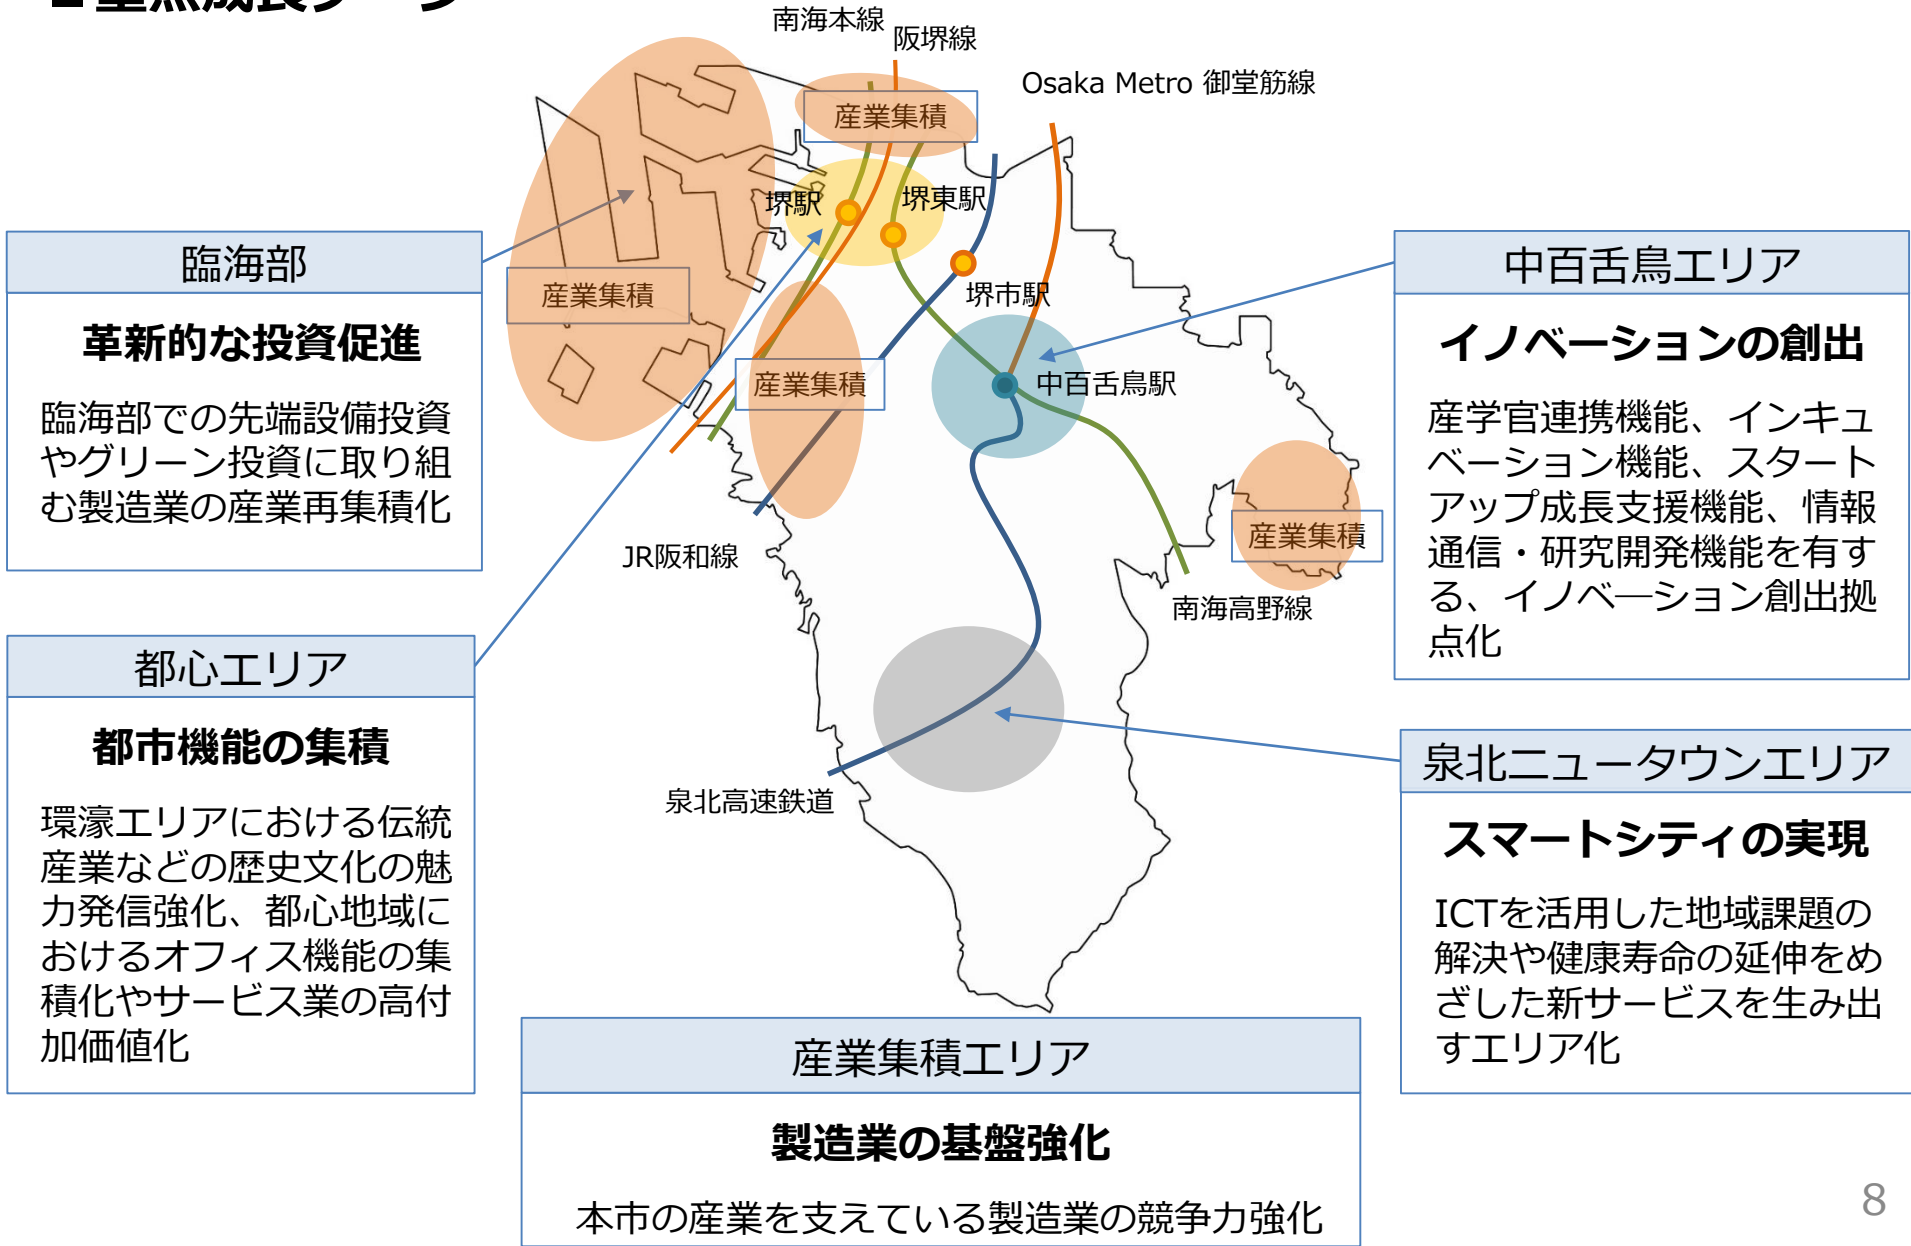 ■重点成長ゾーン
南海本線
阪堺線
Osaka Metro 御堂筋線
産業集積
堺駅
堺東駅
堺市駅
産業集積
産業集積
中百舌鳥駅
産業集積
JR阪和線
南海高野線
泉北高速鉄道
臨海部
革新的な投資促進
臨海部での先端設備投資
やグリーン投資に取り組
む製造業の産業再集積化
都心エリア
都市機能の集積
環濠エリアにおける伝統
産業などの歴史文化の魅
力発信強化、都心地域に
おけるオフィス機能の集
積化やサービス業の高付
加価値化
中百舌鳥エリア
イノベーションの創出
産学官連携機能、インキュ
ベーション機能、スタート
アップ成長支援機能、情報
通信・研究開発機能を有す
る、イノベ―ション創出拠
点化
泉北ニュータウンエリア
スマートシティの実現
ICTを活用した地域課題の
解決や健康寿命の延伸をめ
ざした新サービスを生み出
すエリア化
産業集積エリア
製造業の基盤強化
本市の産業を支えている製造業の競争力強化
8